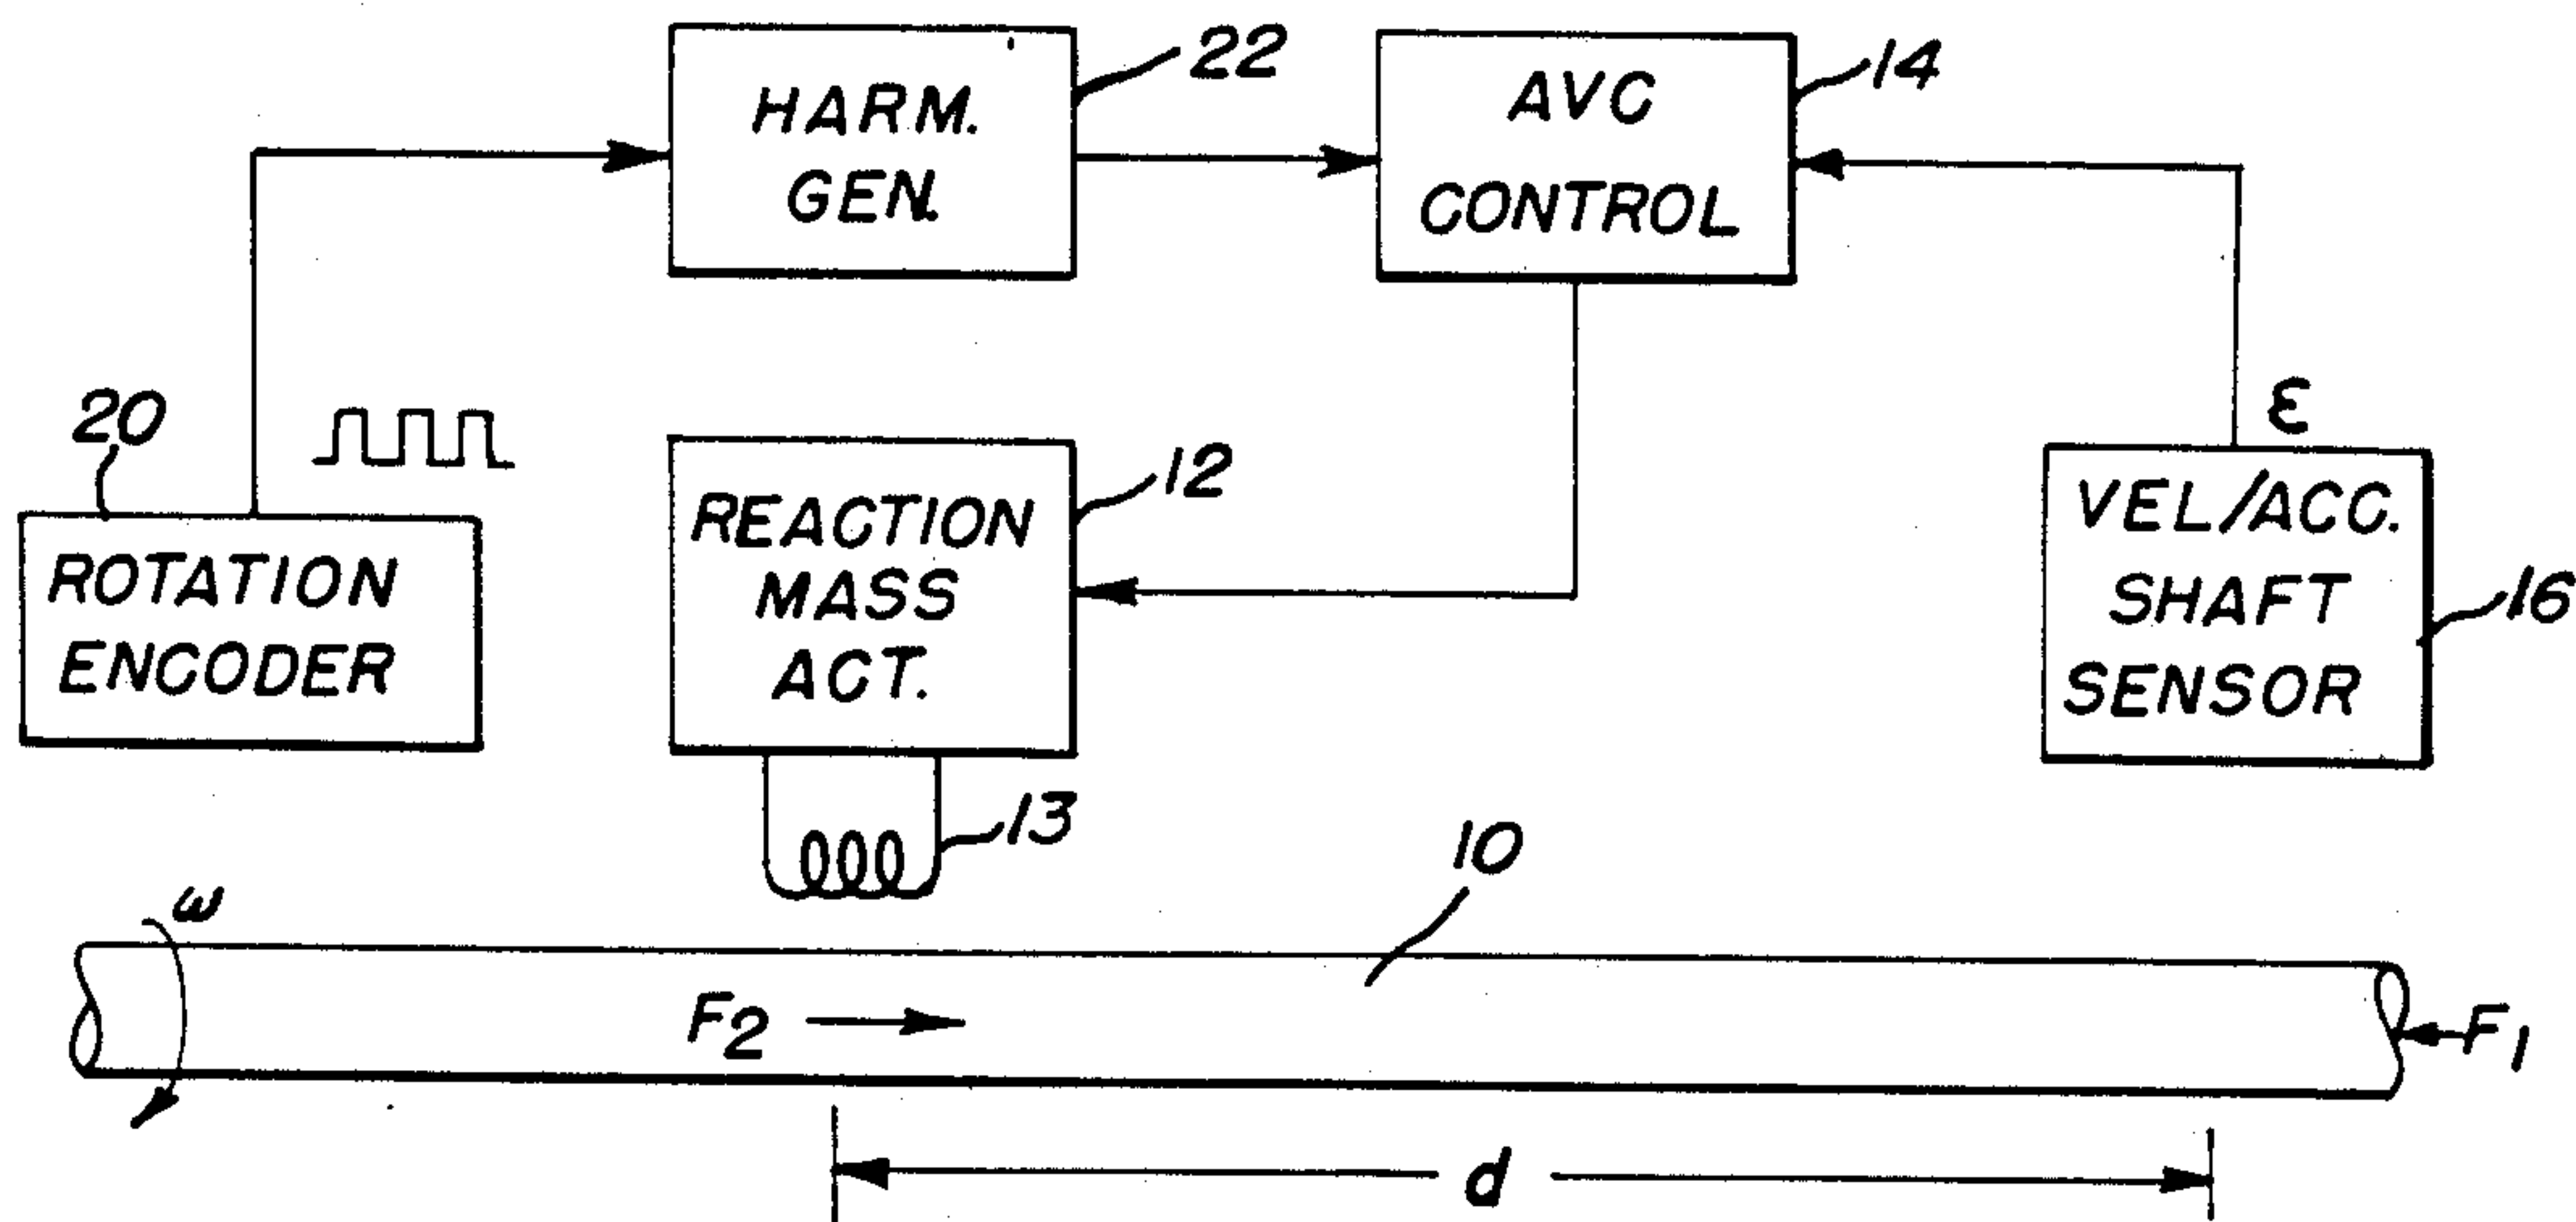 HARM.
GEN.
22
AVC
CONTROL
14
20
ROTATION
ENCODER
REACTION
MASS
ACT.
12
ε
VEL/ACC.
SHAFT
SENSOR
16
13
10
ω
F2
F1
d